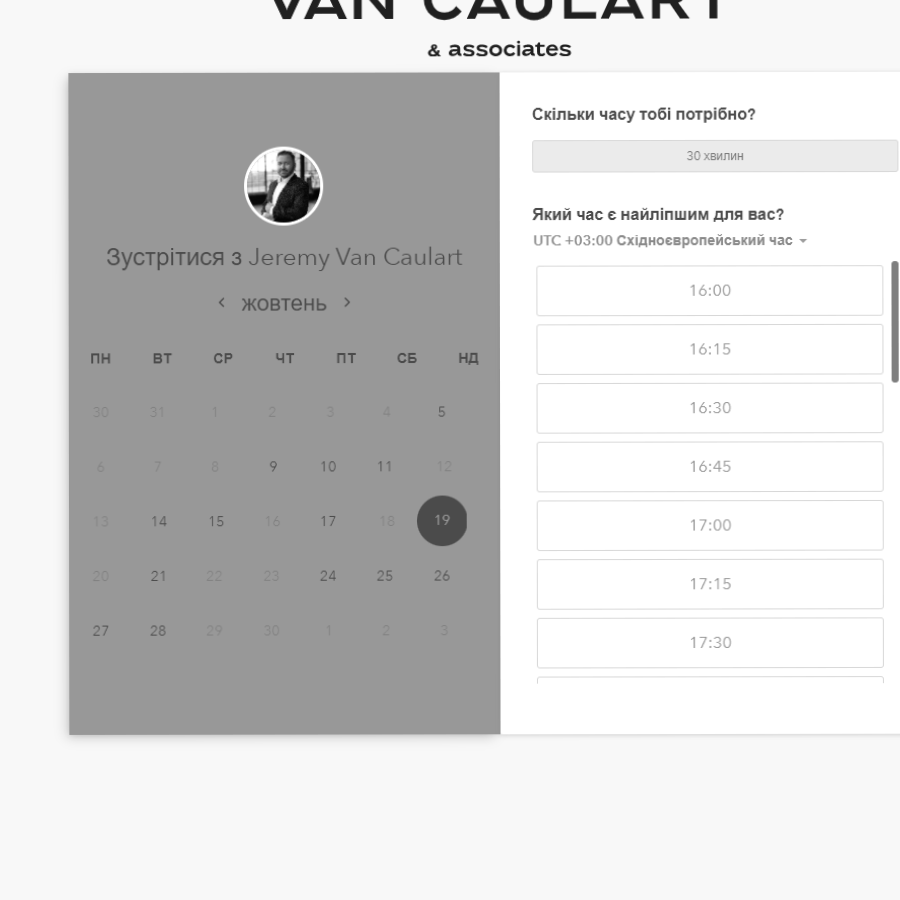 VAN CAULART
& associates
Зустрітися з Jeremy Van Caulart
жовтень
ПН ВТ СР ЧТ ПТ СБ НД
30 31 1 2 3 4 5
6 7 8 9 10 11 12
13 14 15 16 17 18 19
20 21 22 23 24 25 26
27 28 29 30 1 2 3
Скільки часу тобі потрібно?
30 хвилин
Який час є найліпшим для вас?
UTC +03:00 Східноєвропейський час
16:00
16:15
16:30
16:45
17:00
17:15
17:30